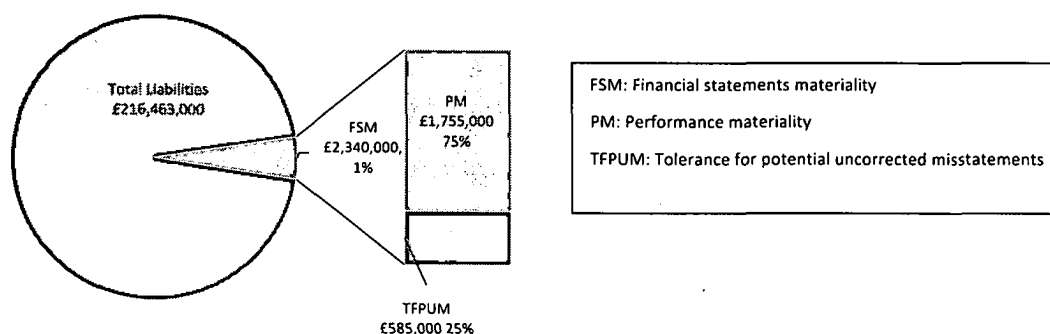 Total Liabilities
£216,463,000
FSM
£2,340,000,
1%
PM
£1,755,000
75%
TFPUM
£585,000 25%
FSM: Financial statements materiality
PM: Performance materiality
TFPUM: Tolerance for potential uncorrected misstatements